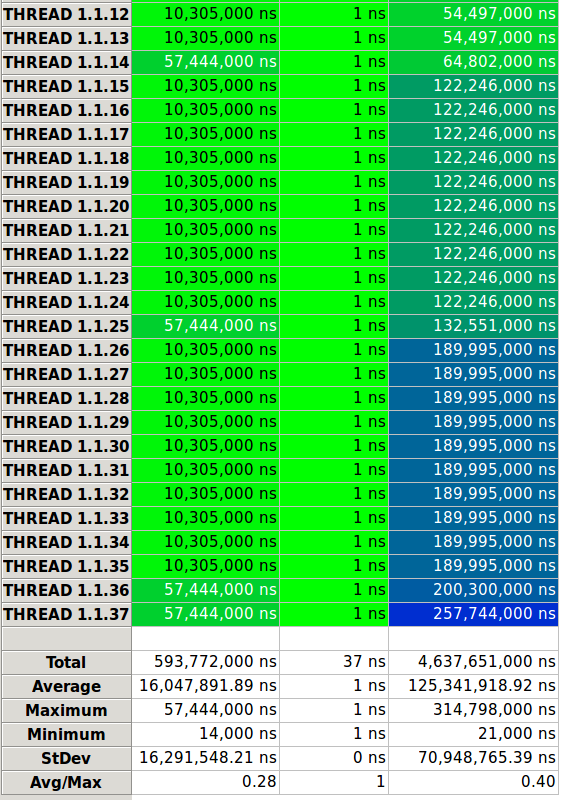 THREAD 1.1.12 10,305,000 ns 1 ns 54,497,000 ns
THREAD 1.1.13 10,305,000 ns 1 ns 54,497,000 ns
THREAD 1.1.14 57,444,000 ns 1 ns 64,802,000 ns
THREAD 1.1.15 10,305,000 ns 1 ns 122,246,000 ns
THREAD 1.1.16 10,305,000 ns 1 ns 122,246,000 ns
THREAD 1.1.17 10,305,000 ns 1 ns 122,246,000 ns
THREAD 1.1.18 10,305,000 ns 1 ns 122,246,000 ns
THREAD 1.1.19 10,305,000 ns 1 ns 122,246,000 ns
THREAD 1.1.20 10,305,000 ns 1 ns 122,246,000 ns
THREAD 1.1.21 10,305,000 ns 1 ns 122,246,000 ns
THREAD 1.1.22 10,305,000 ns 1 ns 122,246,000 ns
THREAD 1.1.23 10,305,000 ns 1 ns 122,246,000 ns
THREAD 1.1.24 10,305,000 ns 1 ns 122,246,000 ns
THREAD 1.1.25 57,444,000 ns 1 ns 132,551,000 ns
THREAD 1.1.26 10,305,000 ns 1 ns 189,995,000 ns
THREAD 1.1.27 10,305,000 ns 1 ns 189,995,000 ns
THREAD 1.1.28 10,305,000 ns 1 ns 189,995,000 ns
THREAD 1.1.29 10,305,000 ns 1 ns 189,995,000 ns
THREAD 1.1.30 10,305,000 ns 1 ns 189,995,000 ns
THREAD 1.1.31 10,305,000 ns 1 ns 189,995,000 ns
THREAD 1.1.32 10,305,000 ns 1 ns 189,995,000 ns
THREAD 1.1.33 10,305,000 ns 1 ns 189,995,000 ns
THREAD 1.1.34 10,305,000 ns 1 ns 189,995,000 ns
THREAD 1.1.35 10,305,000 ns 1 ns 189,995,000 ns
THREAD 1.1.36 57,444,000 ns 1 ns 200,300,000 ns
THREAD 1.1.37 57,444,000 ns 1 ns 257,744,000 ns
Total 593,772,000 ns 37 ns 4,637,651,000 ns
Average 16,047,891.89 ns 1 ns 125,341,918.92 ns
Maximum 57,444,000 ns 1 ns 314,798,000 ns
Minimum 14,000 ns 1 ns 21,000 ns
StDev 16,291,548.21 ns 0 ns 70,948,765.39 ns
Avg/Max 0.28 1 0.40